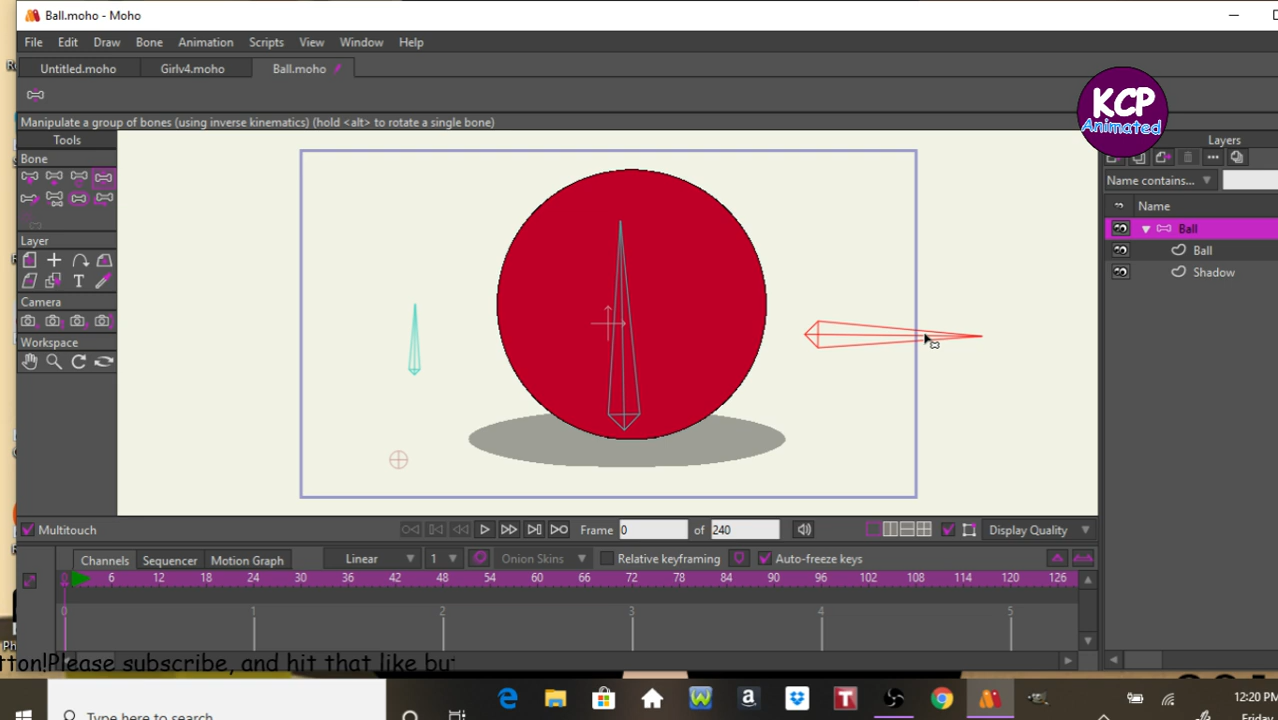 Ball.moho - Moho
File Edit Draw Bone Animation Scripts View Window Help
Untitled.moho Girlv4.moho Ball.moho
KCP
Animated
Manipulate a group of bones (using inverse kinematics) (hold <alt> to rotate a single bone)
Tools Layers
Bone
Name contains...
Name
Ball
Layer
Ball
T
Shadow
Camera
Workspace
Multitouch Frame 0 of 240 Display Quality
Channels Sequencer Motion Graph Linear 1 Onion Skins Relative keyframing Auto-freeze keys
0 6 12 18 24 30 36 42 48 54 60 66 72 78 84 90 96 102 108 114 120 126
0 1 2 3 4 5
tton!Please subscribe, and hit that like but
12:20 PM
Type here to search
Friday